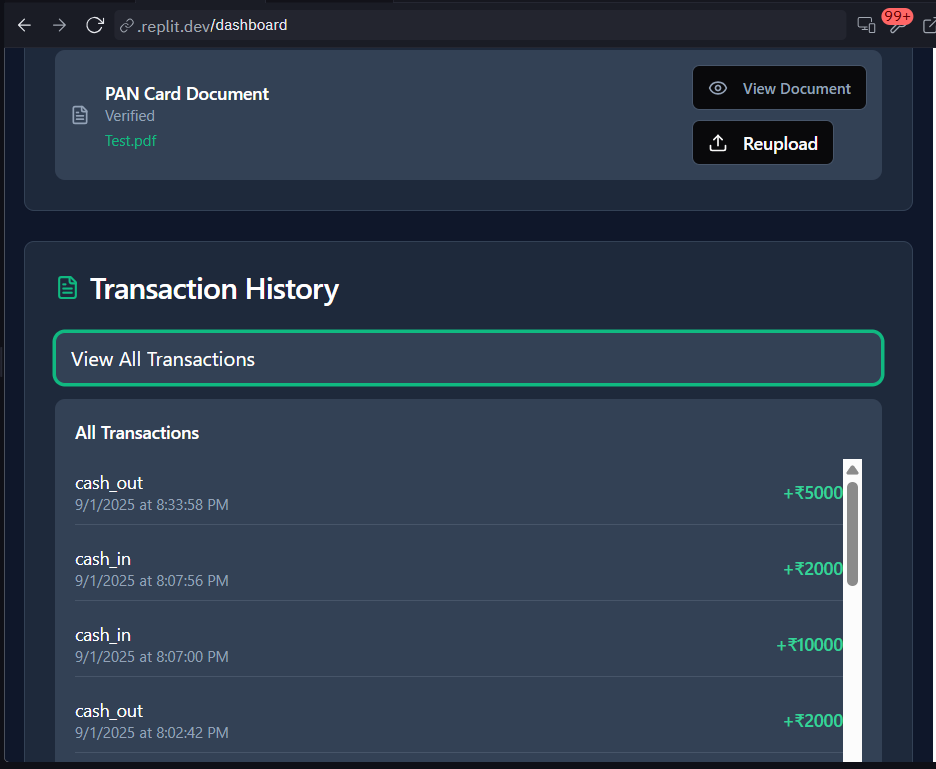 .replit.dev/dashboard
99+
PAN Card Document
Verified
Test.pdf
View Document
Reupload
Transaction History
View All Transactions
All Transactions
cash_out
9/1/2025 at 8:33:58 PM
+₹5000
cash_in
9/1/2025 at 8:07:56 PM
+₹2000
cash_in
9/1/2025 at 8:07:00 PM
+₹10000
cash_out
9/1/2025 at 8:02:42 PM
+₹2000